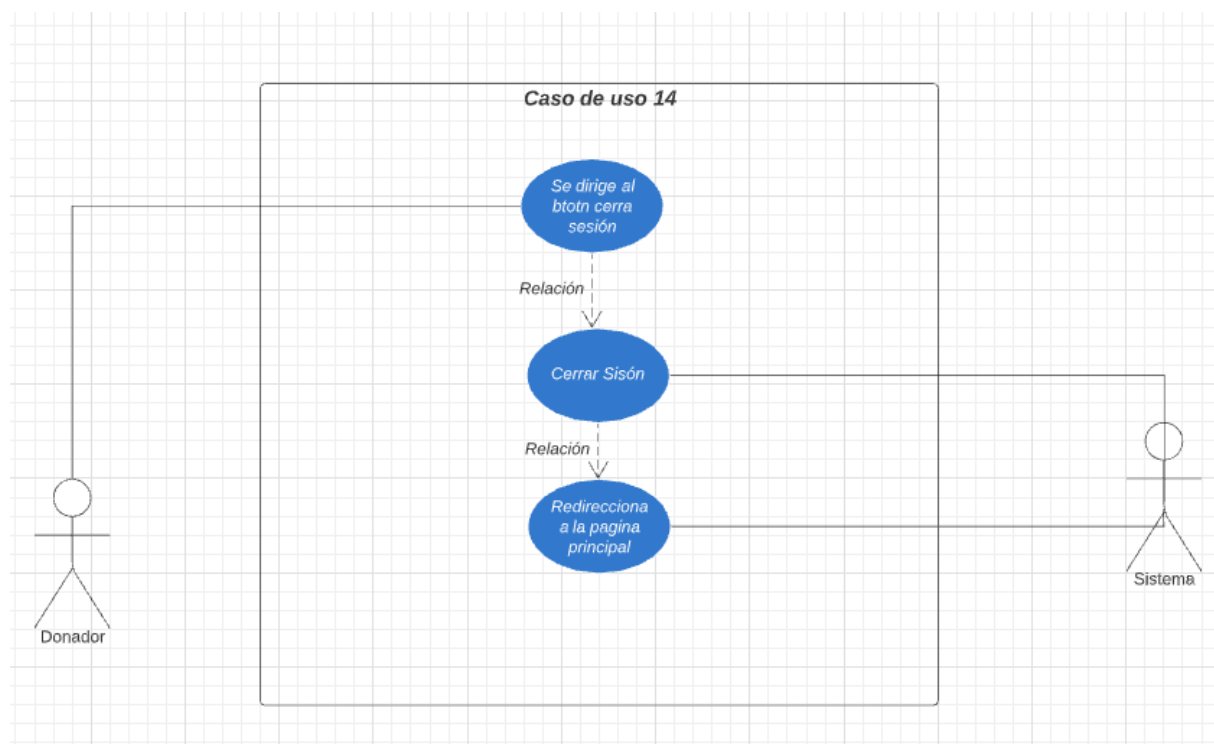 Caso de uso 14
Se dirige al
btotn cerra
sesión
Relación
Cerrar Sisón
Relación
Redirecciona
a la pagina
principal
Sistema
Donador